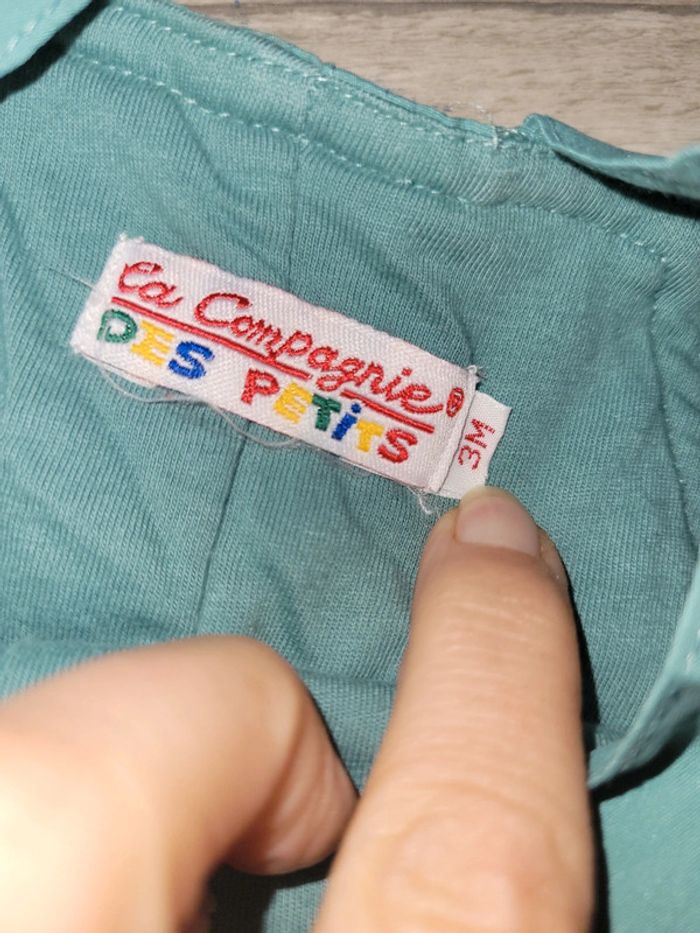 La Compagnie ®
DES PETITS
3M